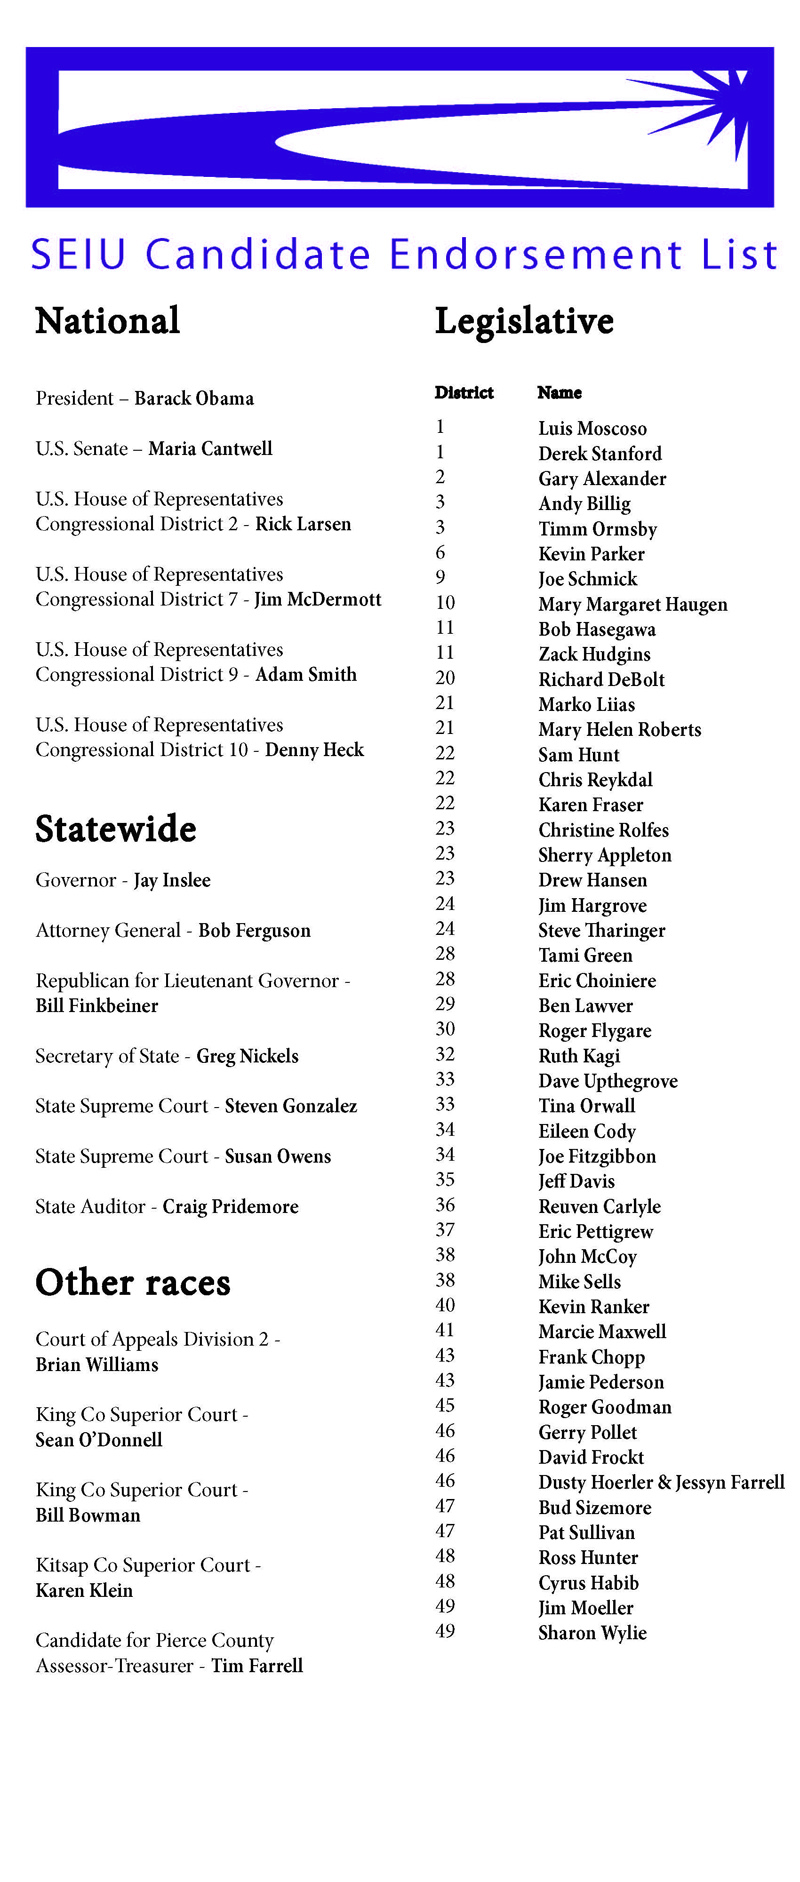 SEIU Candidate Endorsement List
National
President – Barack Obama
U.S. Senate – Maria Cantwell
U.S. House of Representatives
Congressional District 2 - Rick Larsen
U.S. House of Representatives
Congressional District 7 - Jim McDermott
U.S. House of Representatives
Congressional District 9 - Adam Smith
U.S. House of Representatives
Congressional District 10 - Denny Heck
Statewide
Governor - Jay Inslee
Attorney General - Bob Ferguson
Republican for Lieutenant Governor -
Bill Finkbeiner
Secretary of State - Greg Nickels
State Supreme Court - Steven Gonzalez
State Supreme Court - Susan Owens
State Auditor - Craig Pridemore
Other races
Court of Appeals Division 2 -
Brian Williams
King Co Superior Court -
Sean O’Donnell
King Co Superior Court -
Bill Bowman
Kitsap Co Superior Court -
Karen Klein
Candidate for Pierce County
Assessor-Treasurer - Tim Farrell
Legislative
District Name
1 Luis Moscoso
1 Derek Stanford
2 Gary Alexander
3 Andy Billig
3 Timm Ormsby
6 Kevin Parker
9 Joe Schmick
10 Mary Margaret Haugen
11 Bob Hasegawa
11 Zack Hudgins
20 Richard DeBolt
21 Marko Liias
21 Mary Helen Roberts
22 Sam Hunt
22 Chris Reykdal
22 Karen Fraser
23 Christine Rolfes
23 Sherry Appleton
23 Drew Hansen
24 Jim Hargrove
24 Steve Tharinger
28 Tami Green
28 Eric Choiniere
29 Ben Lawver
30 Roger Flygare
32 Ruth Kagi
33 Dave Upthegrove
33 Tina Orwall
34 Eileen Cody
34 Joe Fitzgibbon
35 Jeff Davis
36 Reuven Carlyle
37 Eric Pettigrew
38 John McCoy
38 Mike Sells
40 Kevin Ranker
41 Marcie Maxwell
43 Frank Chopp
43 Jamie Pederson
45 Roger Goodman
46 Gerry Pollet
46 David Frockt
46 Dusty Hoerler & Jessyn Farrell
47 Bud Sizemore
47 Pat Sullivan
48 Ross Hunter
48 Cyrus Habib
49 Jim Moeller
49 Sharon Wylie